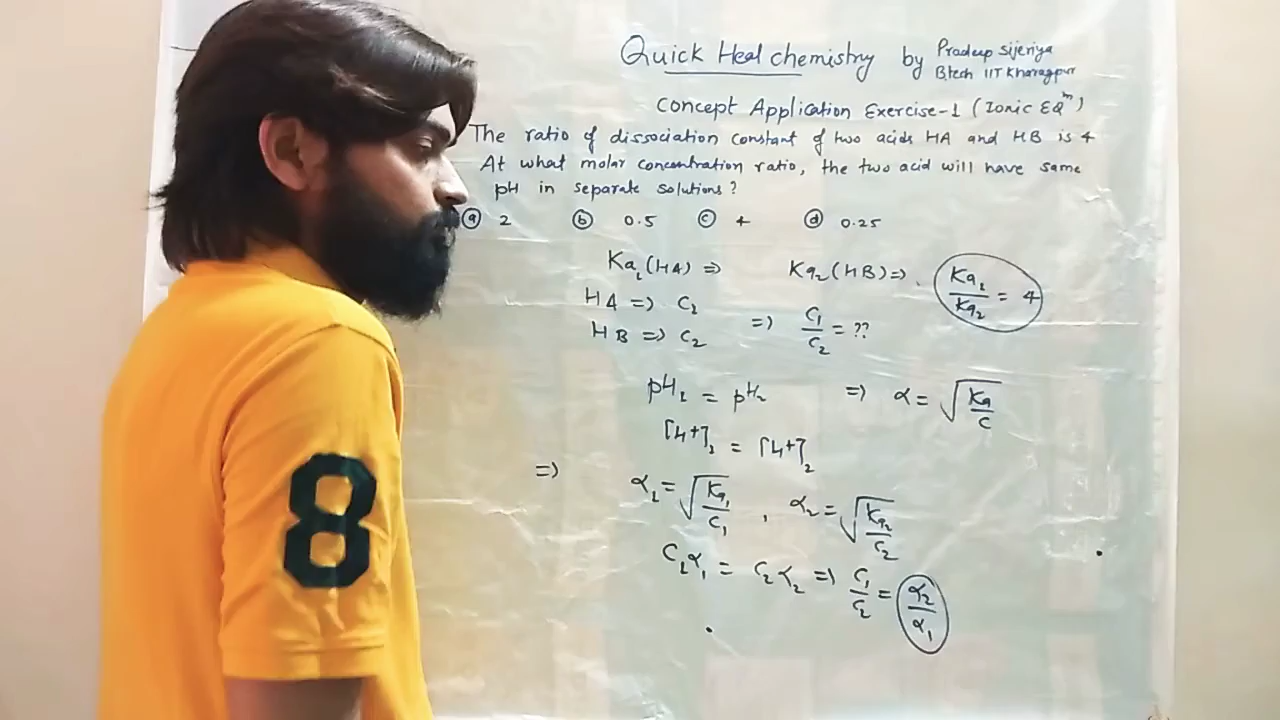 Quick Heal chemistry by Pradeep Sijeriya
Btech IIT Kharagpur
Concept Application Exercise-1 (Ionic EQᵐ)
The ratio of dissociation constant of two acids HA and HB is 4
At what molar concentration ratio, the two acid will have same
pH in separate solutions?
ⓐ 2 ⓑ 0.5 ⓒ 4 ⓓ 0.25
Ka₁(HA) => Ka₂(HB) => Ka₁/Ka₂ = 4
HA => C₁
HB => C₂ => C₁/C₂ = ??
pH₁ = pH₂ => α = √(Ka/C)
[H+]₁ = [H+]₂
=> α₁ = √(Ka₁/C₁) , α₂ = √(Ka₂/C₂)
C₁α₁ = C₂α₂ => C₁/C₂ = α₂/α₁
8